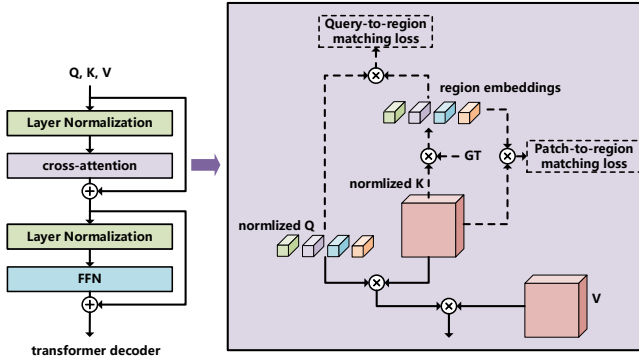 Q, K, V
Layer Normalization
cross-attention
Layer Normalization
FFN
transformer decoder
Query-to-region
matching loss
region embeddings
GT
Patch-to-region
matching loss
normlized K
normlized Q
V